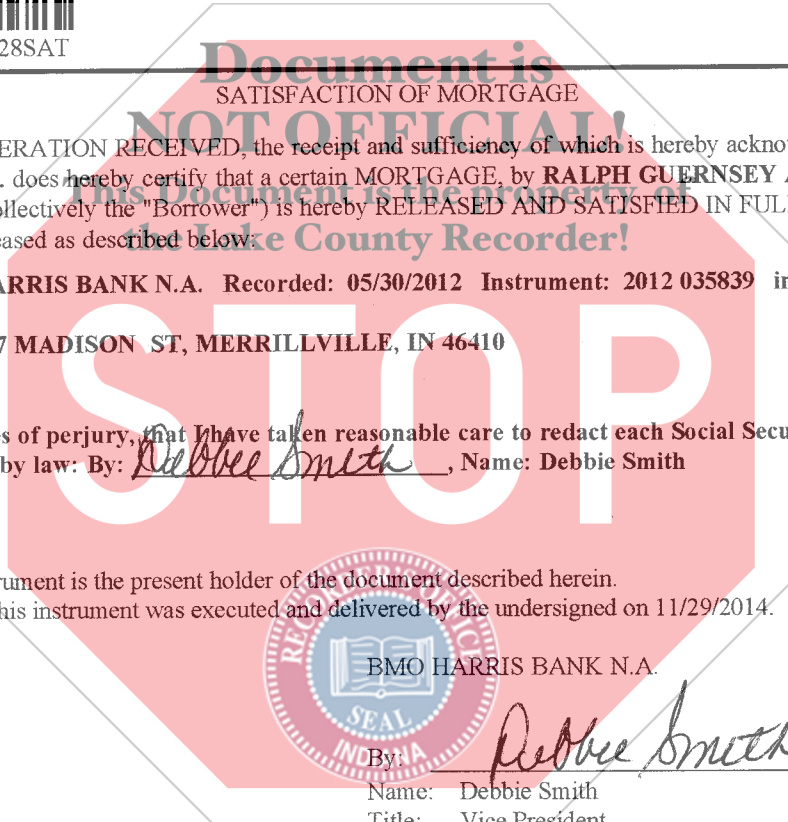 28SAT
Document is
SATISFACTION OF MORTGAGE
NOT OFFICIAL!
ERATION RECEIVED, the receipt and sufficiency of which is hereby acknow
. does hereby certify that a certain MORTGAGE, by RALPH GUERNSEY A
This Document is the property of
ollectively the "Borrower") is hereby RELEASED AND SATISFIED IN FULL
the Lake County Recorder!
eased as described below:
ARRIS BANK N.A. Recorded: 05/30/2012 Instrument: 2012 035839 in
7 MADISON ST, MERRILLVILLE, IN 46410
STOP
s of perjury, that I have taken reasonable care to redact each Social Secu
by law: By: Debbie Smith, Name: Debbie Smith
rument is the present holder of the document described herein.
his instrument was executed and delivered by the undersigned on 11/29/2014.
RECORDER'S OFFICE
SEAL
INDIANA
BMO HARRIS BANK N.A.
By: Debbie Smith
Name: Debbie Smith
Title: Vice President